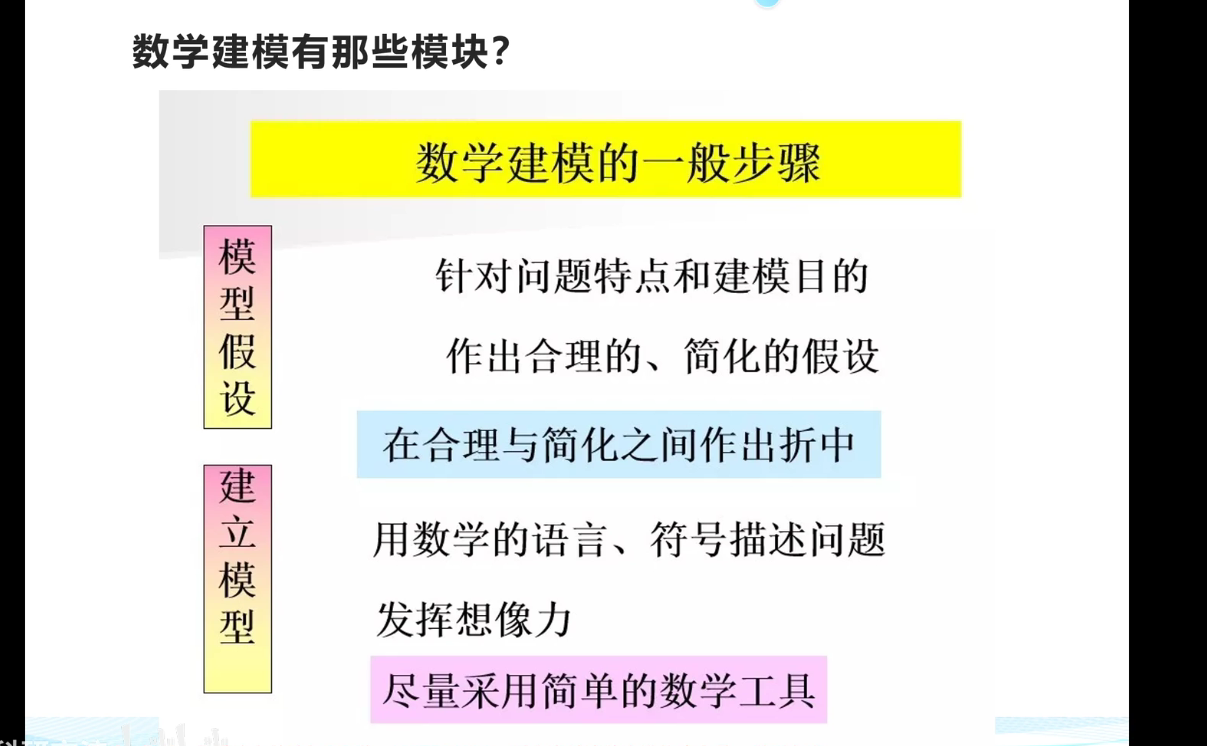 数学建模有那些模块？
数学建模的一般步骤
模型假设
针对问题特点和建模目的
作出合理的、简化的假设
在合理与简化之间作出折中
建立模型
用数学的语言、符号描述问题
发挥想像力
尽量采用简单的数学工具